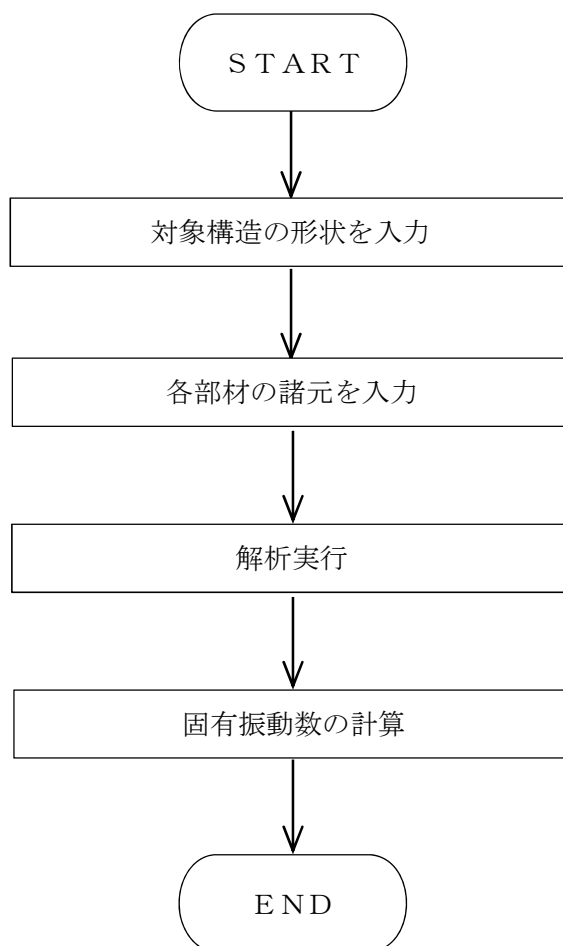 ＳＴＡＲＴ
対象構造の形状を入力
各部材の諸元を入力
解析実行
固有振動数の計算
ＥＮＤ